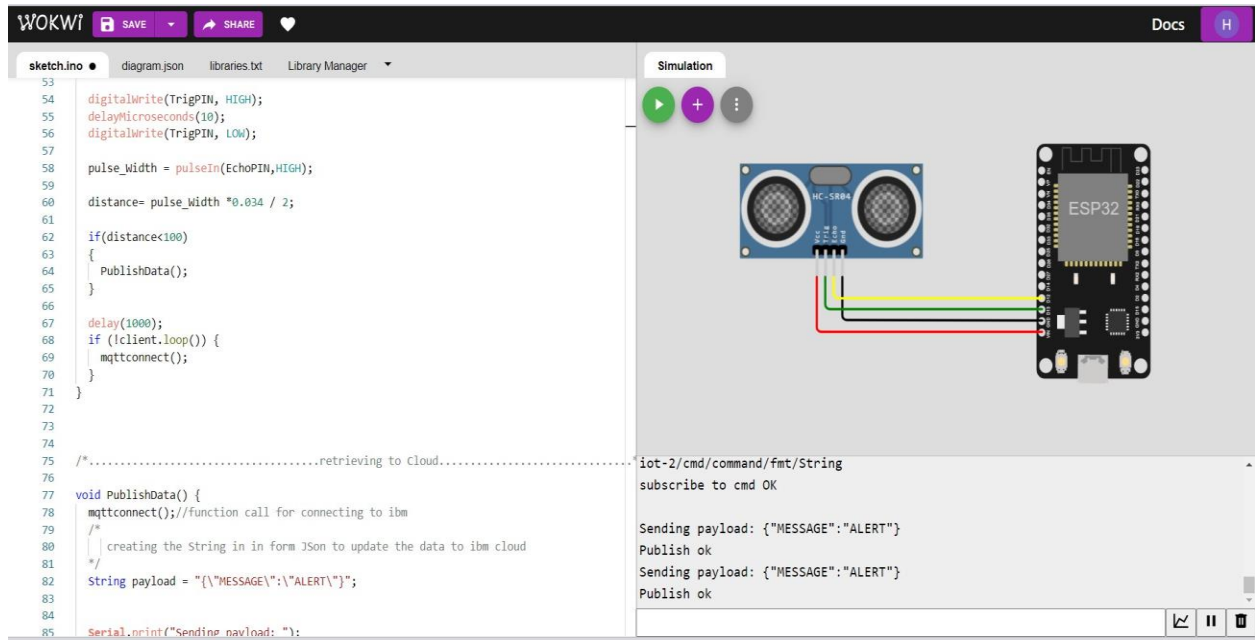 WOKWI SAVE SHARE Docs H
sketch.ino diagram.json libraries.txt Library Manager
53
54 digitalWrite(TrigPIN, HIGH);
55 delayMicroseconds(10);
56 digitalWrite(TrigPIN, LOW);
57
58 pulse_Width = pulseIn(EchoPIN,HIGH);
59
60 distance= pulse_Width *0.034 / 2;
61
62 if(distance<100)
63 {
64 PublishData();
65 }
66
67 delay(1000);
68 if (!client.loop()) {
69 mqttconnect();
70 }
71 }
72
73
74
75 /*.....................................retrieving to Cloud...............................*
76
77 void PublishData() {
78 mqttconnect();//function call for connecting to ibm
79 /*
80 creating the String in in form JSon to update the data to ibm cloud
81 */
82 String payload = "{\"MESSAGE\":\"ALERT\"}";
83
84
85 Serial.print("Sending payload: ");
Simulation
HC-SR04
Vcc
Trig
Echo
Gnd
ESP32
iot-2/cmd/command/fmt/String
subscribe to cmd OK
Sending payload: {"MESSAGE":"ALERT"}
Publish ok
Sending payload: {"MESSAGE":"ALERT"}
Publish ok